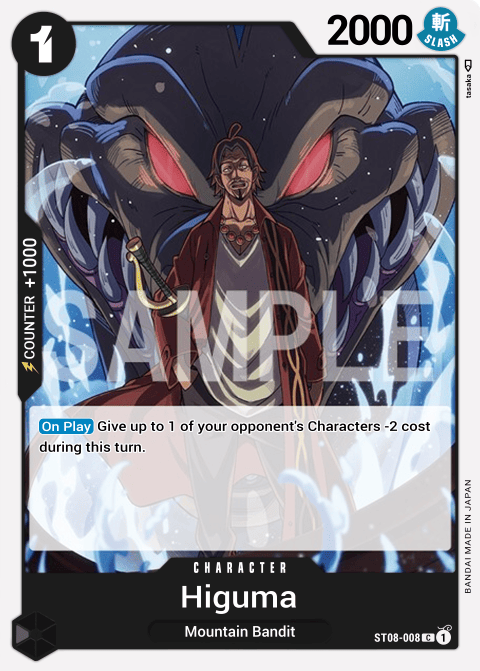 1
2000
斬
SLASH
tasaka
COUNTER +1000
SAMPLE
On Play Give up to 1 of your opponent's Characters -2 cost
during this turn.
BANDAI MADE IN JAPAN
CHARACTER
Higuma
Mountain Bandit
ST08-008 C 1